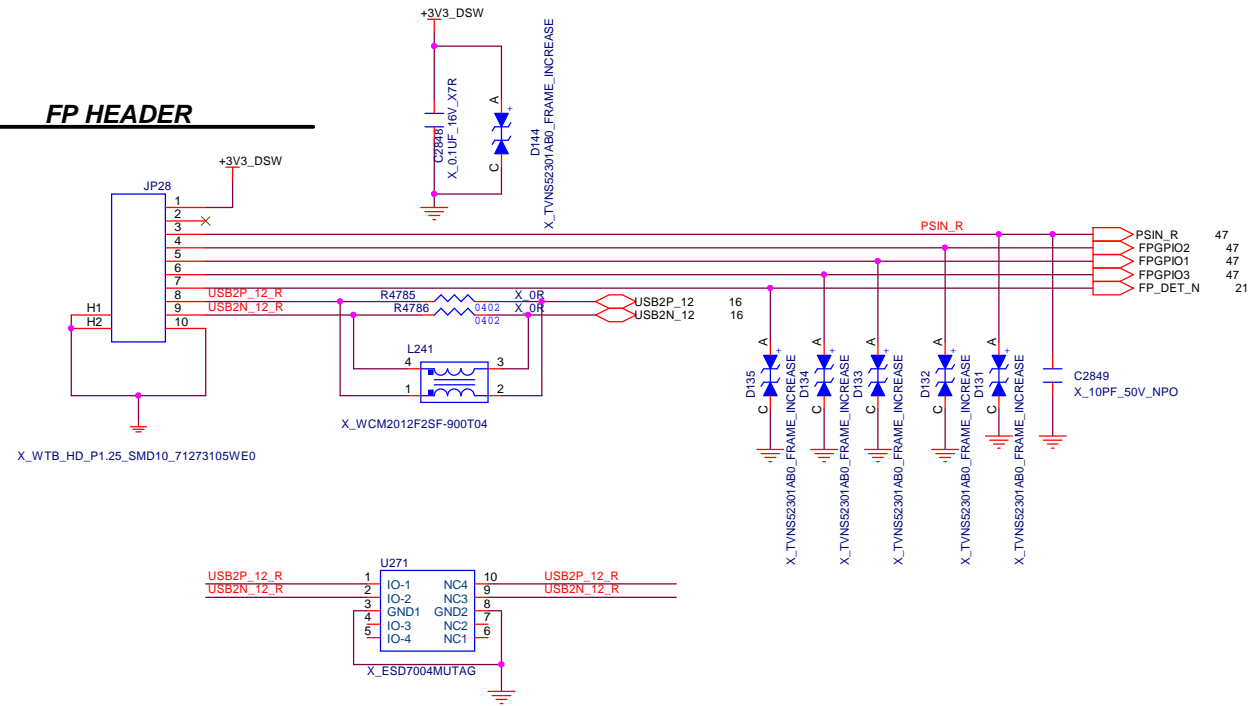 +3V3_DSW
C2848
X_0.1UF_16V_X7R
A
+
C
D144
X_TVNS52301AB0_FRAME_INCREASE
FP HEADER
+3V3_DSW
JP28
1
2
3
4
5
6
7
8
9
10
H1
H2
X_WTB_HD_P1.25_SMD10_71273105WE0
PSIN_R
PSIN_R 47
FPGPIO2 47
FPGPIO1 47
FPGPIO3 47
FP_DET_N 21
USB2P_12_R
USB2N_12_R
R4785 X_0R
0402
R4786 X_0R
0402
USB2P_12 16
USB2N_12 16
L241
4 3
1 2
X_WCM2012F2SF-900T04
A
+
C
D135
X_TVNS52301AB0_FRAME_INCREASE
A
+
C
D134
X_TVNS52301AB0_FRAME_INCREASE
A
+
C
D133
X_TVNS52301AB0_FRAME_INCREASE
A
+
C
D132
X_TVNS52301AB0_FRAME_INCREASE
A
+
C
D131
X_TVNS52301AB0_FRAME_INCREASE
C2849
X_10PF_50V_NPO
U271
USB2P_12_R 1 IO-1 NC4 10 USB2P_12_R
USB2N_12_R 2 IO-2 NC3 9 USB2N_12_R
3 GND1 GND2 8
4 IO-3 NC2 7
5 IO-4 NC1 6
X_ESD7004MUTAG